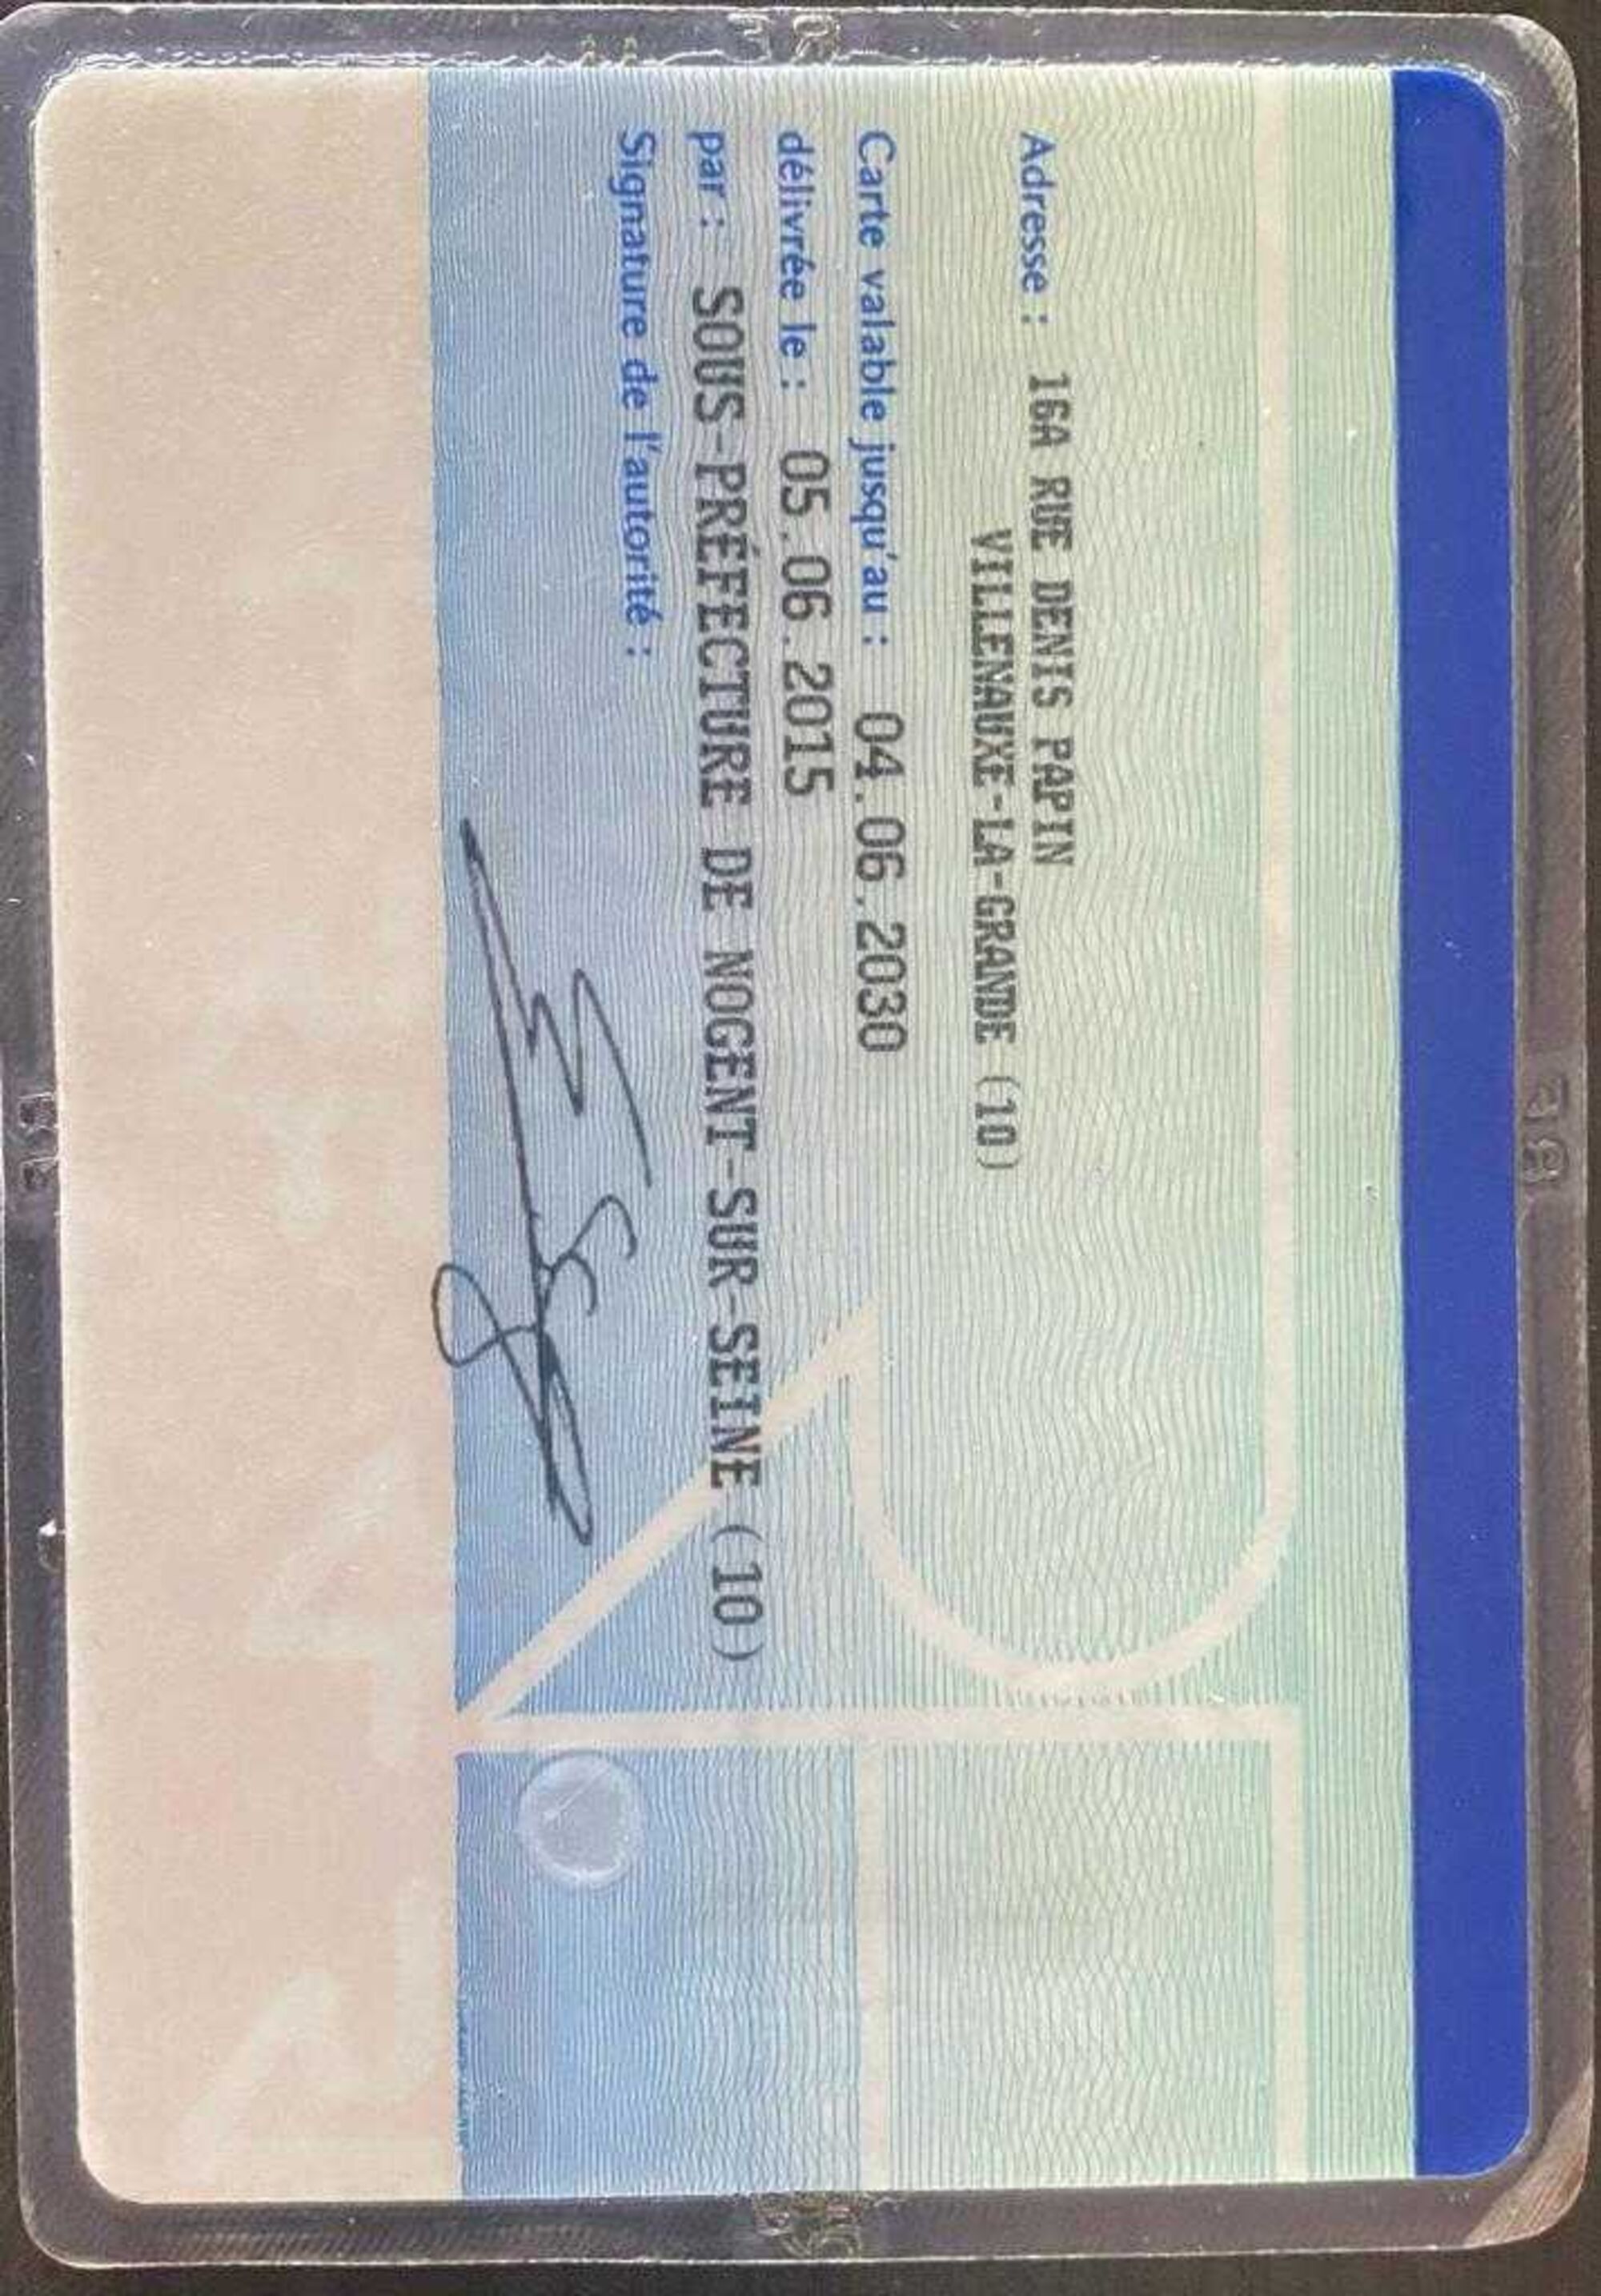 Adresse : 16A RUE DENIS PAPIN
VILLENAUXE-LA-GRANDE (10)
Carte valable jusqu'au : 04.06.2030
délivrée le : 05.06.2015
par : SOUS-PRÉFECTURE DE NOGENT-SUR-SEINE (10)
Signature de l'autorité :